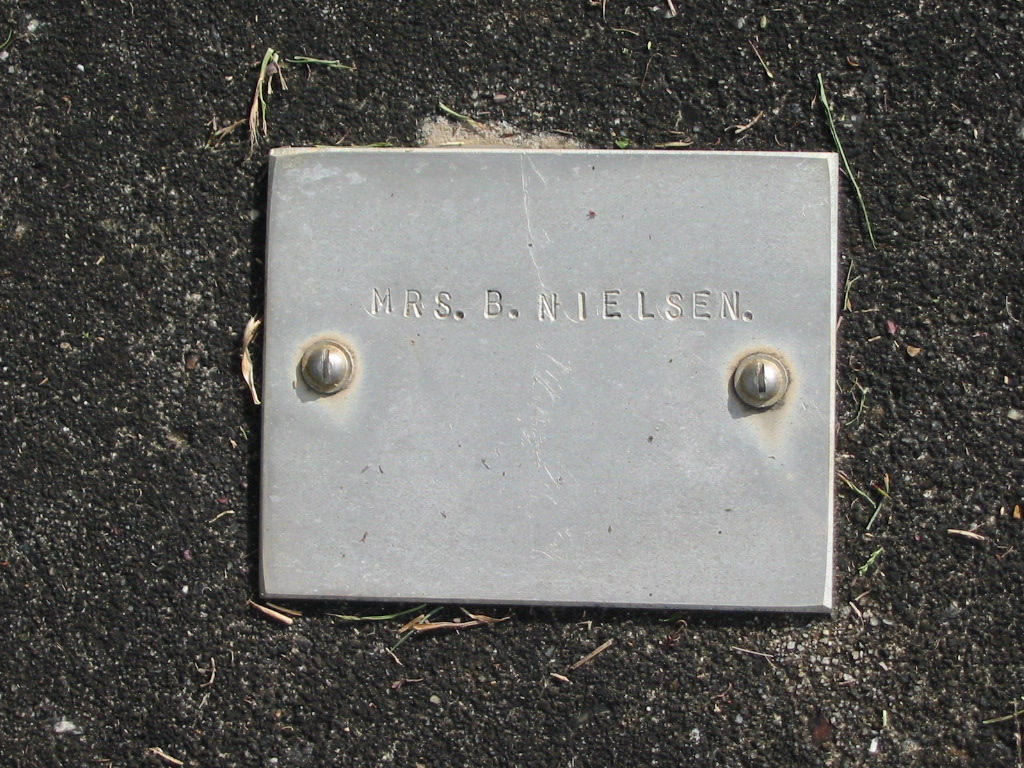 MRS. B. NIELSEN.